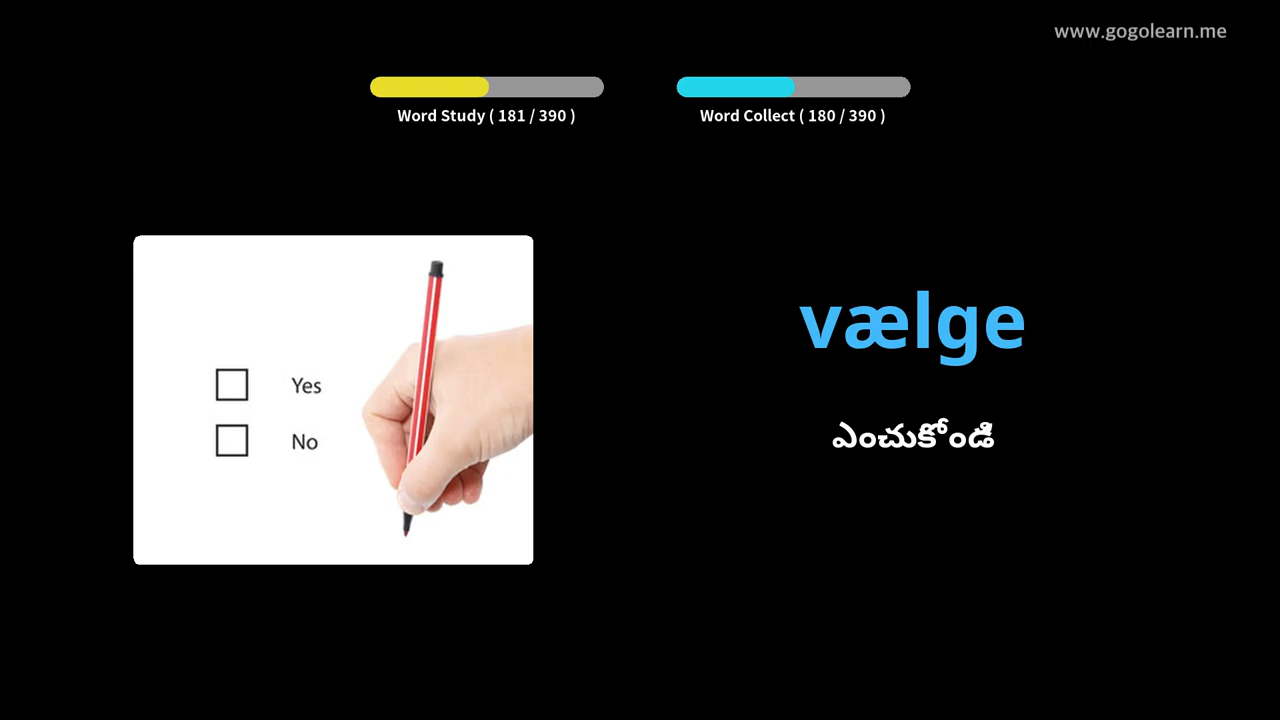 www.gogolearn.me
Word Study ( 181 / 390 )
Word Collect ( 180 / 390 )
Yes
No
vælge
ఎంచుకోండి